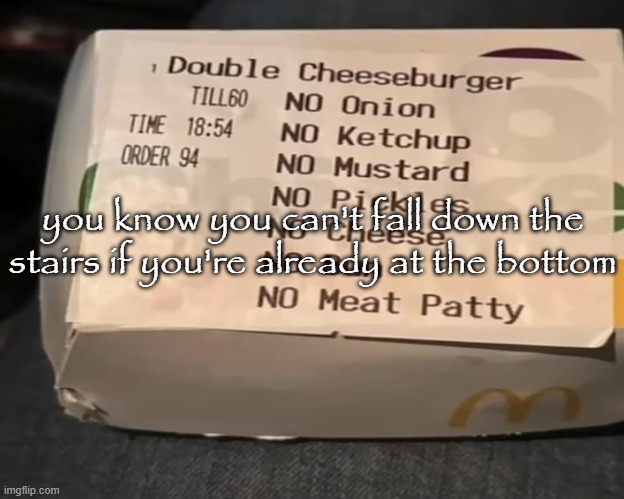 1 Double Cheeseburger
TILL60 NO Onion
TIME 18:54 NO Ketchup
ORDER 94 NO Mustard
NO Pickles
you know you can't fall down the
NO Cheese
stairs if you're already at the bottom
NO Meat Patty
imgflip.com